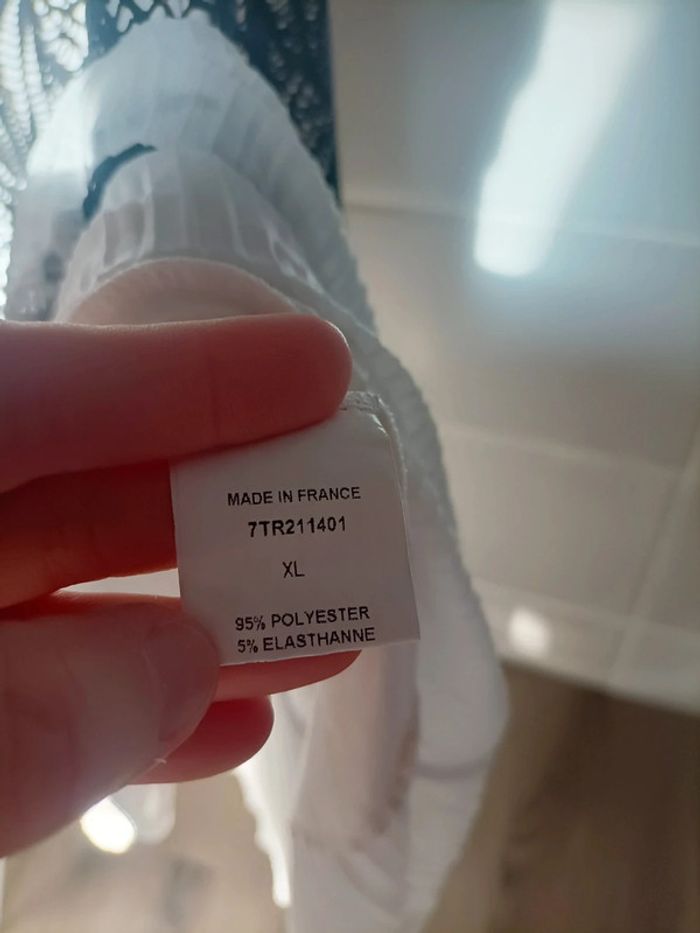 MADE IN FRANCE
7TR211401
XL
95% POLYESTER
5% ELASTHANNE